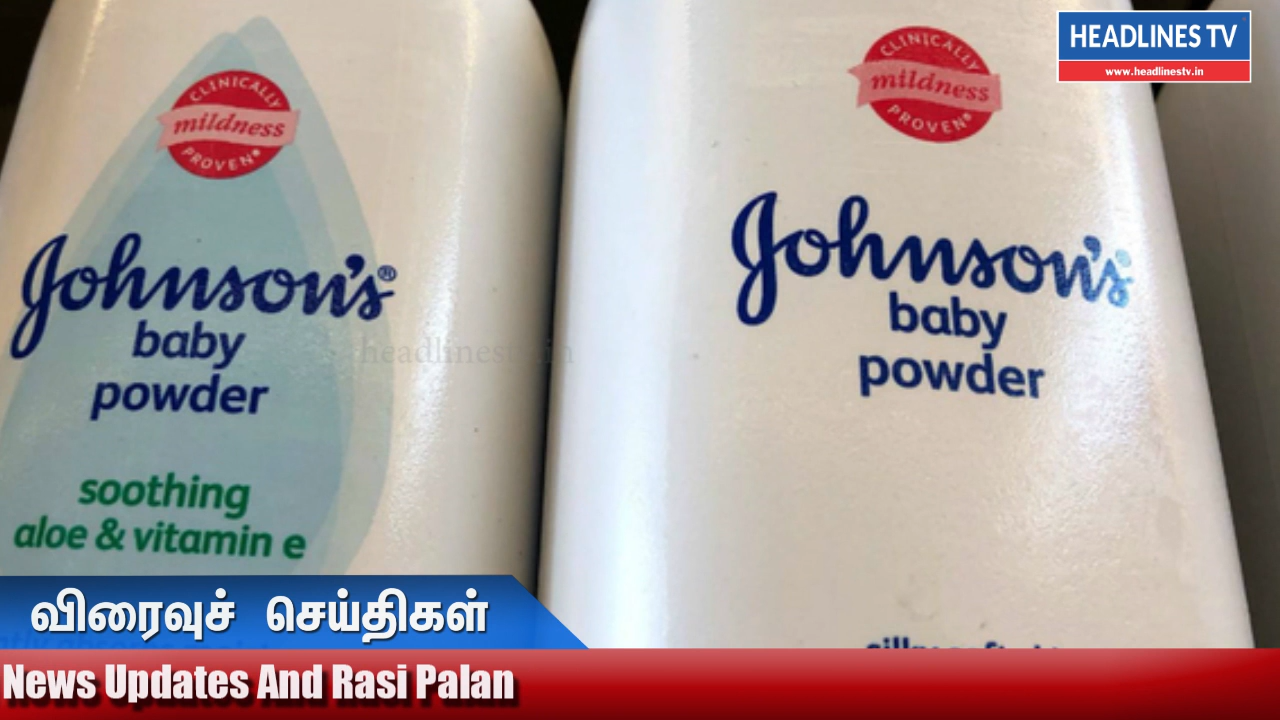 HEADLINES TV
www.headlinestv.in
CLINICALLY
mildness
PROVEN®
Johnson's®
baby
powder
soothing
aloe & vitamin e
CLINICALLY
mildness
PROVEN®
Johnson's®
baby
powder
விரைவுச் செய்திகள்
News Updates And Rasi Palan